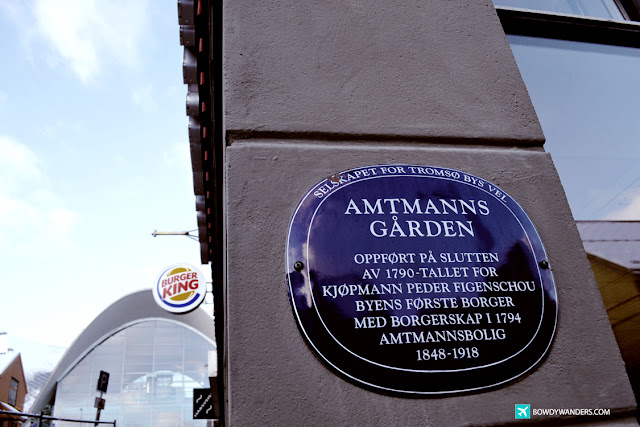 SELSKAPET FOR TROMSØ BYS VEL
AMTMANNS
GÅRDEN
OPPFØRT PÅ SLUTTEN
AV 1790-TALLET FOR
KJØPMANN PEDER FIGENSCHOU
BYENS FØRSTE BORGER
MED BORGERSKAP I 1794
AMTMANNSBOLIG
1848-1918
BURGER
KING
BOWDYWANDERS.COM